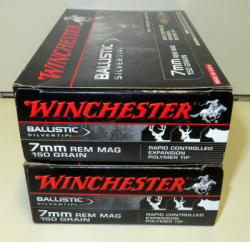 WINCHESTER
BALLISTIC
SILVERTIP
7mm REM MAG
150 GRAIN
WINCHESTER
BALLISTIC
SILVERTIP
7mm REM MAG
150 GRAIN
RAPID CONTROLLED
EXPANSION
POLYMER TIP
WINCHESTER
BALLISTIC
SILVERTIP
7mm REM MAG
150 GRAIN
RAPID CONTROLLED
EXPANSION
POLYMER TIP